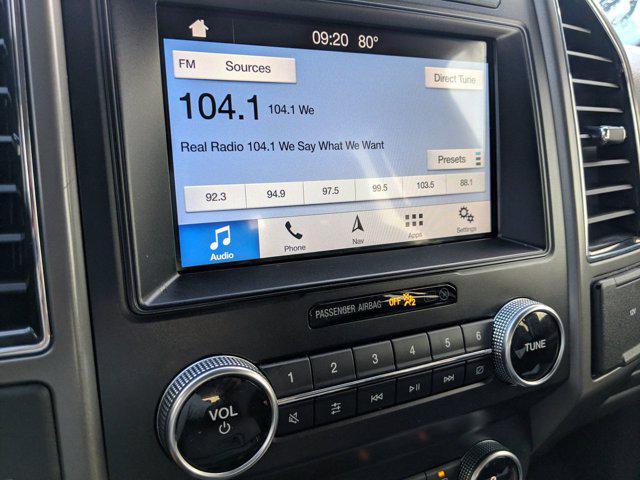 09:20 80°
FM Sources
Direct Tune
104.1 104.1 We
Real Radio 104.1 We Say What We Want
Presets
92.3 94.9 97.5 99.5 103.5 88.1
Audio Phone Nav Apps Settings
PASSENGER AIRBAG OFF
1 2 3 4 5 6
VOL
TUNE
12V